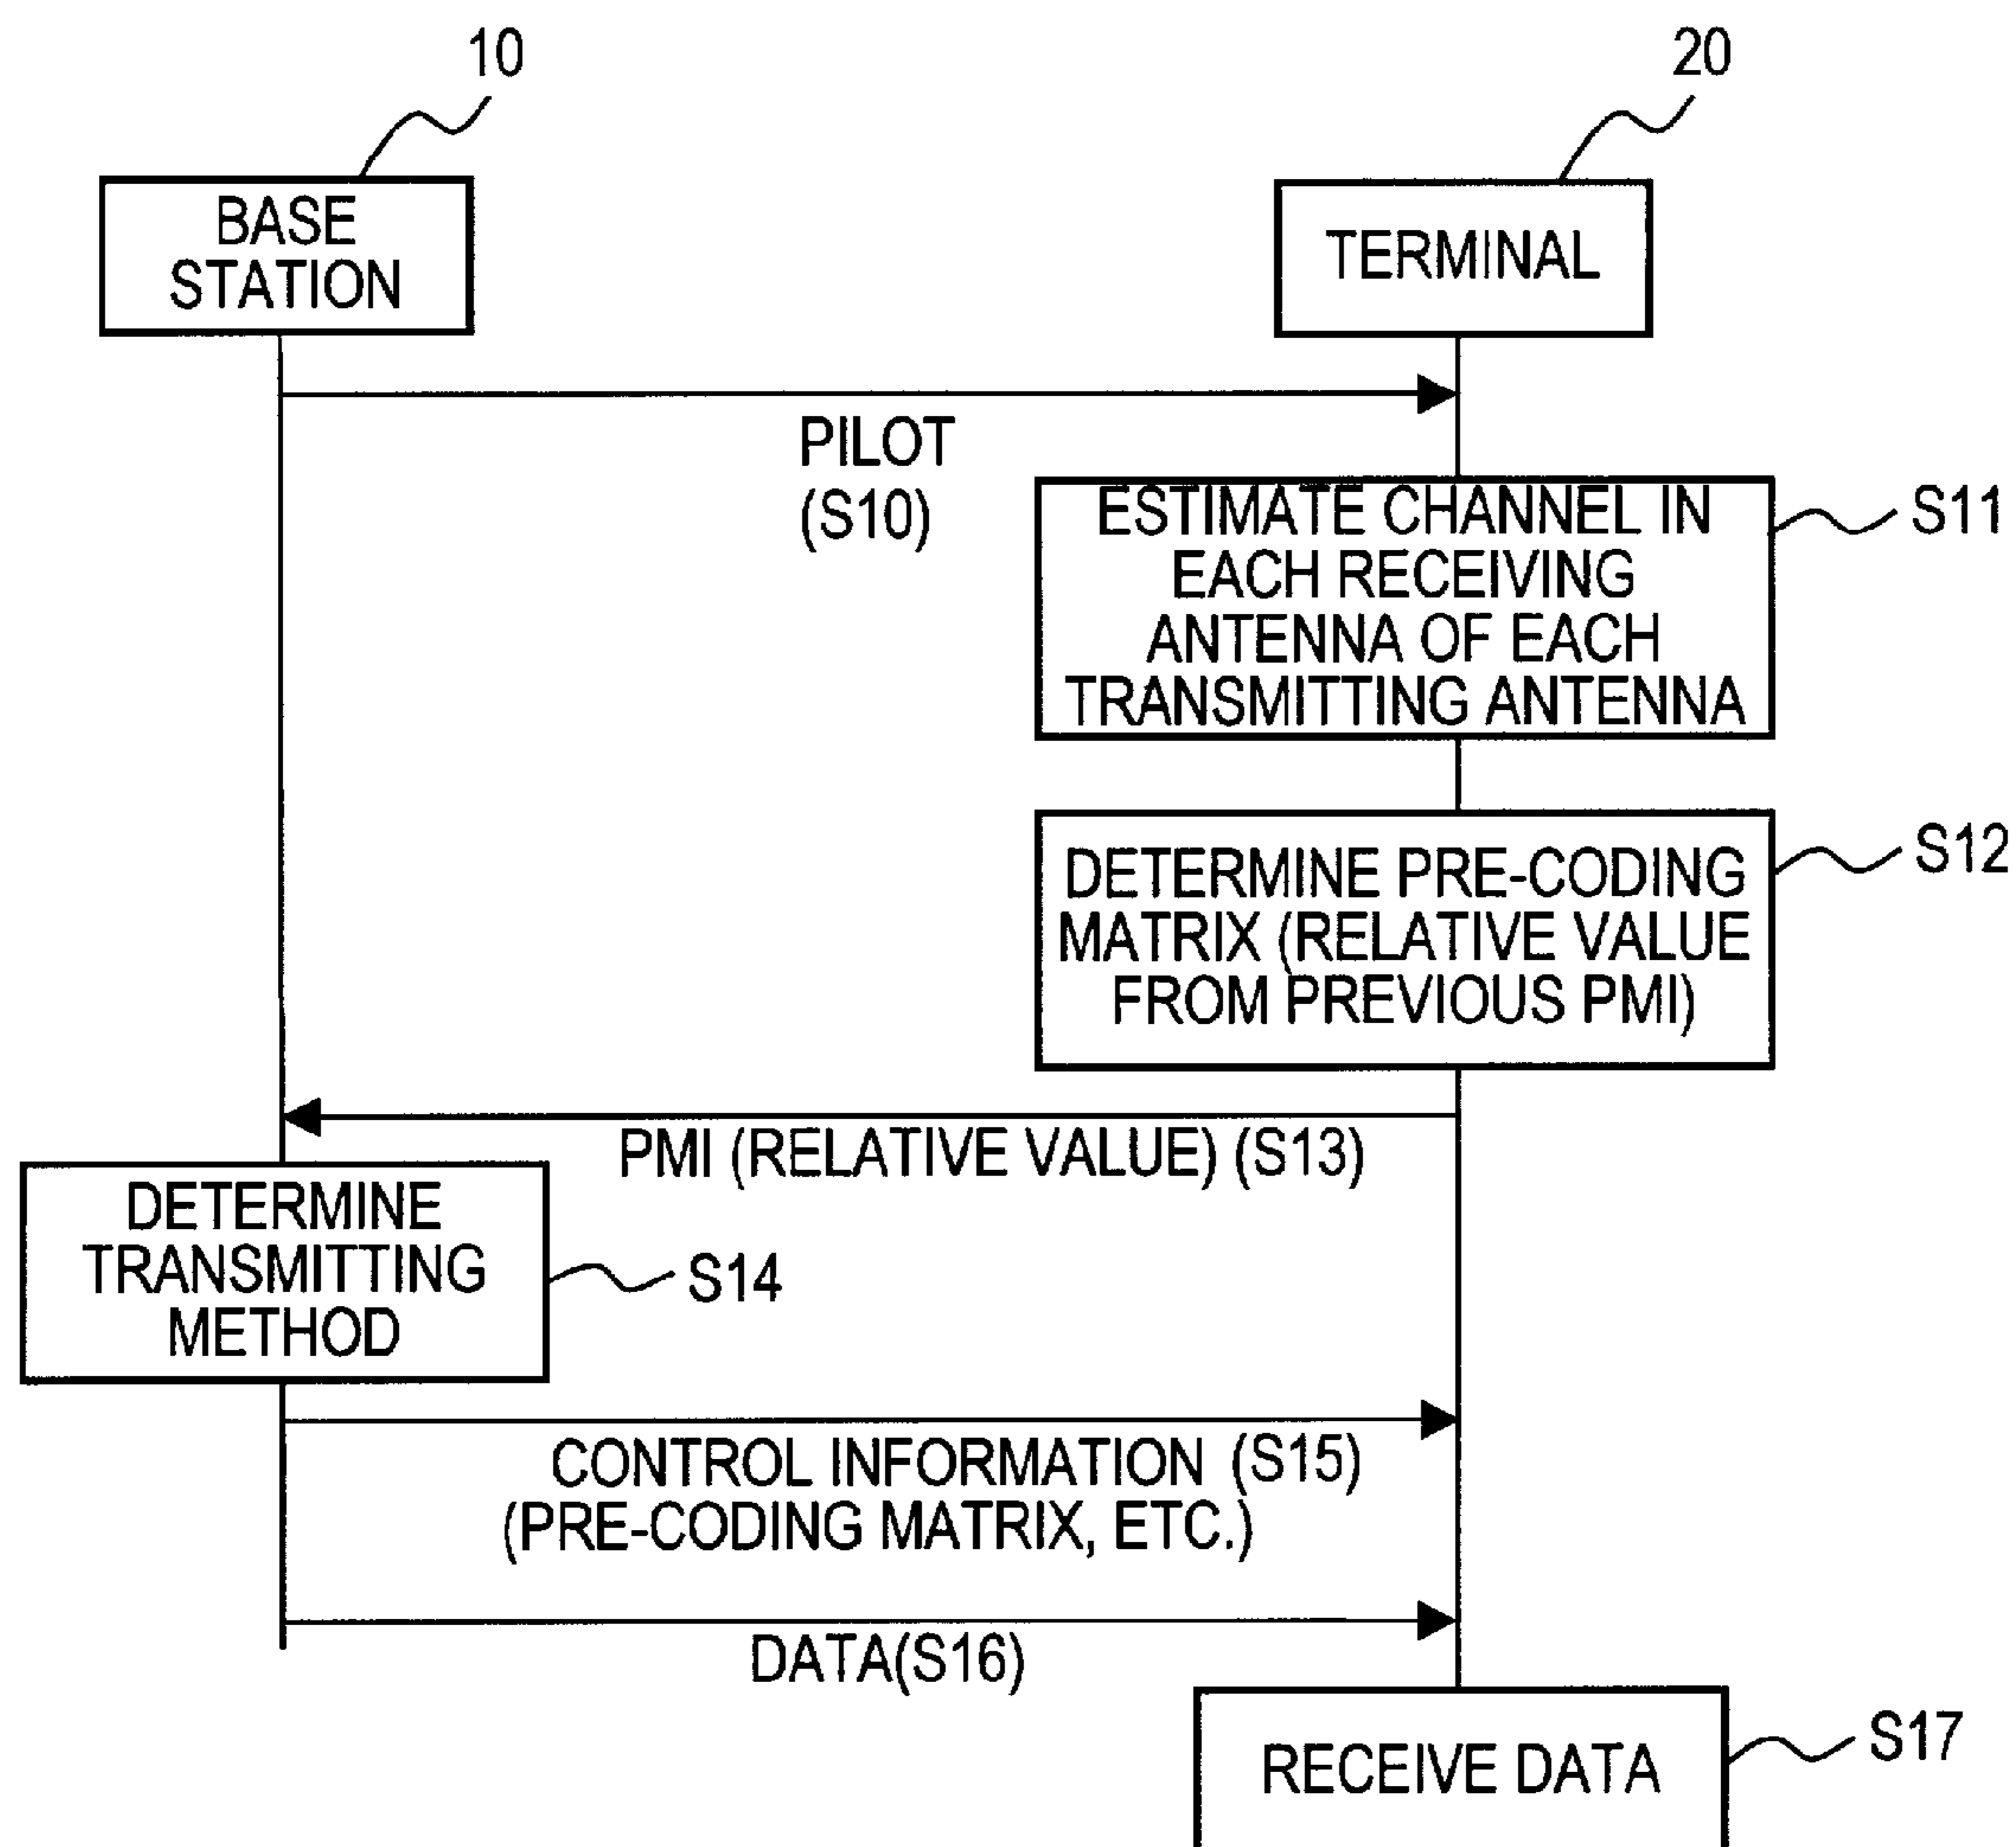 10
20
BASE
STATION
TERMINAL
PILOT
(S10)
ESTIMATE CHANNEL IN
EACH RECEIVING
ANTENNA OF EACH
TRANSMITTING ANTENNA
S11
DETERMINE PRE-CODING
MATRIX (RELATIVE VALUE
FROM PREVIOUS PMI)
S12
PMI (RELATIVE VALUE) (S13)
DETERMINE
TRANSMITTING
METHOD
S14
CONTROL INFORMATION (S15)
(PRE-CODING MATRIX, ETC.)
DATA(S16)
RECEIVE DATA
S17